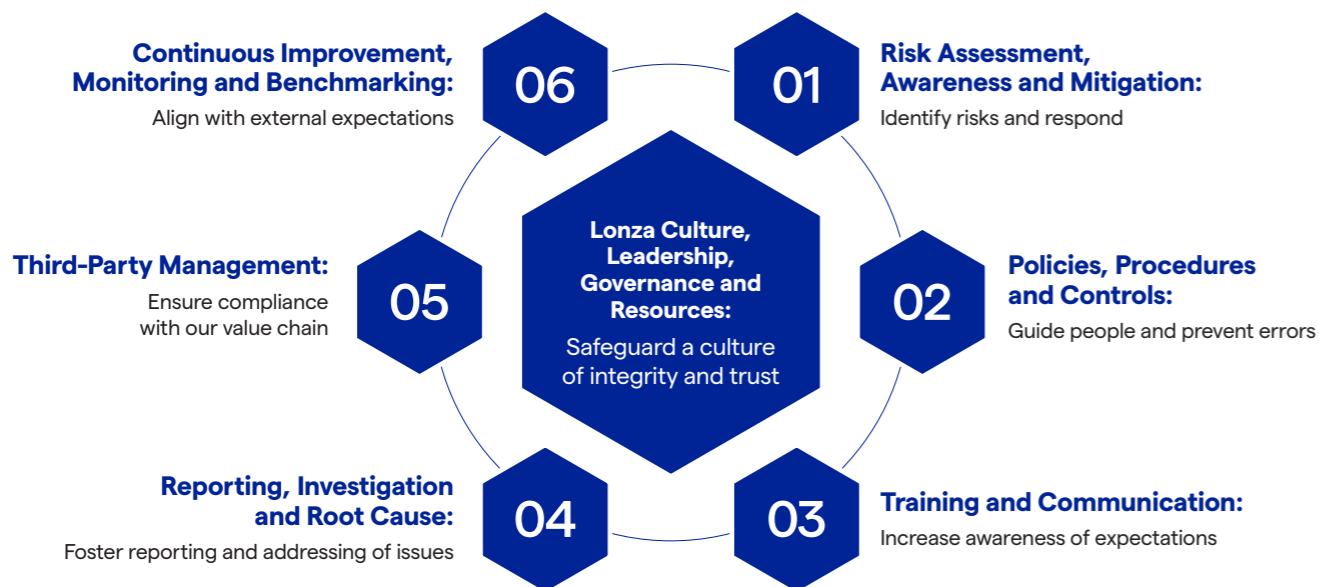 01
Risk Assessment,
Awareness and Mitigation:
Identify risks and respond
02
Policies, Procedures
and Controls:
Guide people and prevent errors
03
Training and Communication:
Increase awareness of expectations
04
Reporting, Investigation
and Root Cause:
Foster reporting and addressing of issues
05
Third-Party Management:
Ensure compliance
with our value chain
06
Continuous Improvement,
Monitoring and Benchmarking:
Align with external expectations
Lonza Culture,
Leadership,
Governance and
Resources:
Safeguard a culture
of integrity and trust